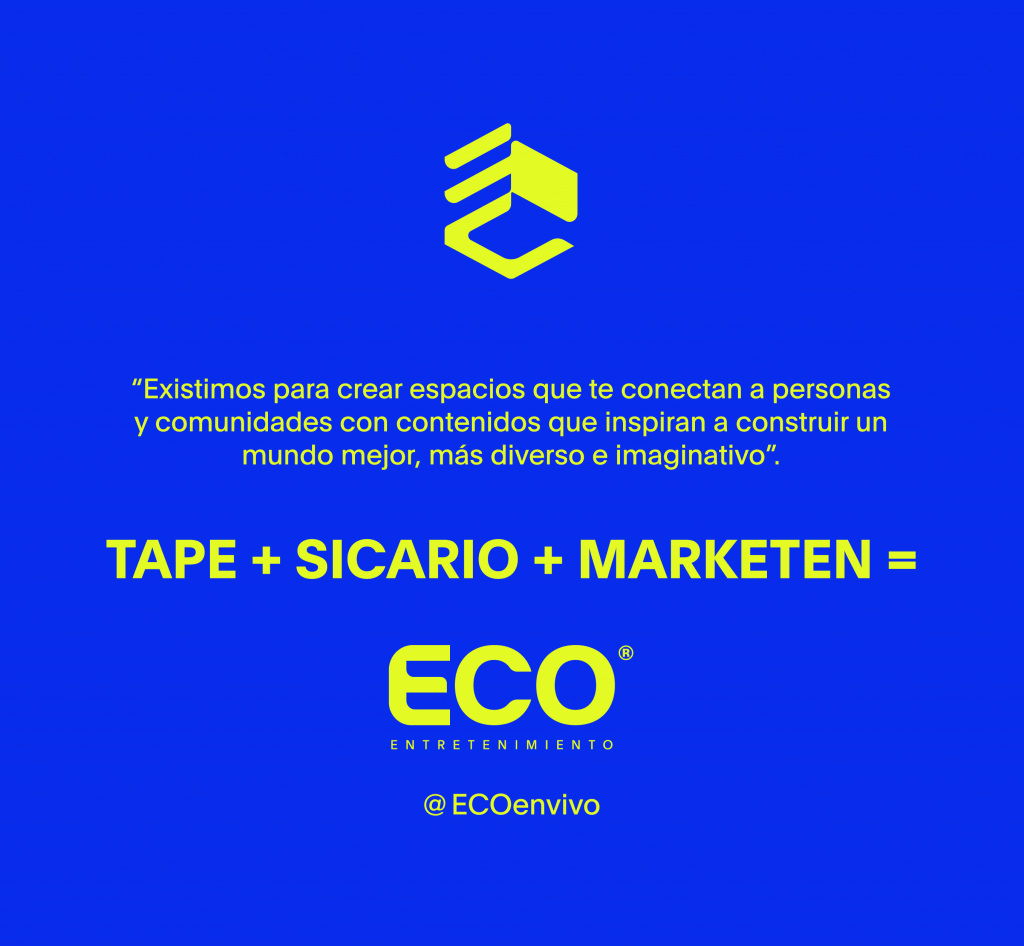 “Existimos para crear espacios que te conectan a personas
y comunidades con contenidos que inspiran a construir un
mundo mejor, más diverso e imaginativo”.
TAPE + SICARIO + MARKETEN =
ECO®
ENTRETENIMIENTO
@ECOenvivo